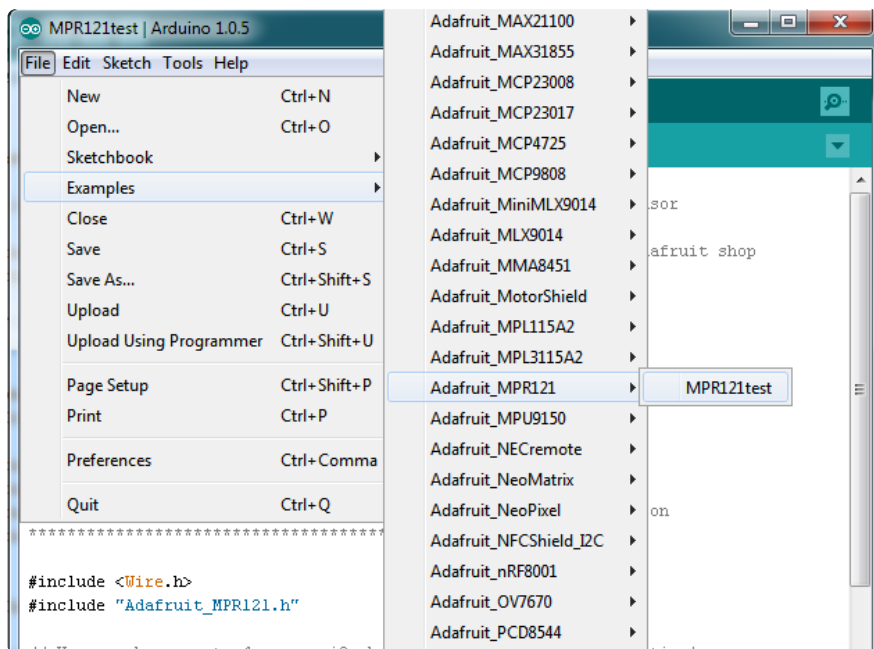 MPR121test | Arduino 1.0.5
File Edit Sketch Tools Help
New Ctrl+N
Open... Ctrl+O
Sketchbook
Examples
Close Ctrl+W
Save Ctrl+S
Save As... Ctrl+Shift+S
Upload Ctrl+U
Upload Using Programmer Ctrl+Shift+U
Page Setup Ctrl+Shift+P
Print Ctrl+P
Preferences Ctrl+Comma
Quit Ctrl+Q
Adafruit_MAX21100
Adafruit_MAX31855
Adafruit_MCP23008
Adafruit_MCP23017
Adafruit_MCP4725
Adafruit_MCP9808
Adafruit_MiniMLX9014
Adafruit_MLX9014
Adafruit_MMA8451
Adafruit_MotorShield
Adafruit_MPL115A2
Adafruit_MPL3115A2
Adafruit_MPR121
Adafruit_MPU9150
Adafruit_NECremote
Adafruit_NeoMatrix
Adafruit_NeoPixel
Adafruit_NFCShield_I2C
Adafruit_nRF8001
Adafruit_OV7670
Adafruit_PCD8544
MPR121test
sor
afruit shop
on
*************************************
#include <Wire.h>
#include "Adafruit_MPR121.h"